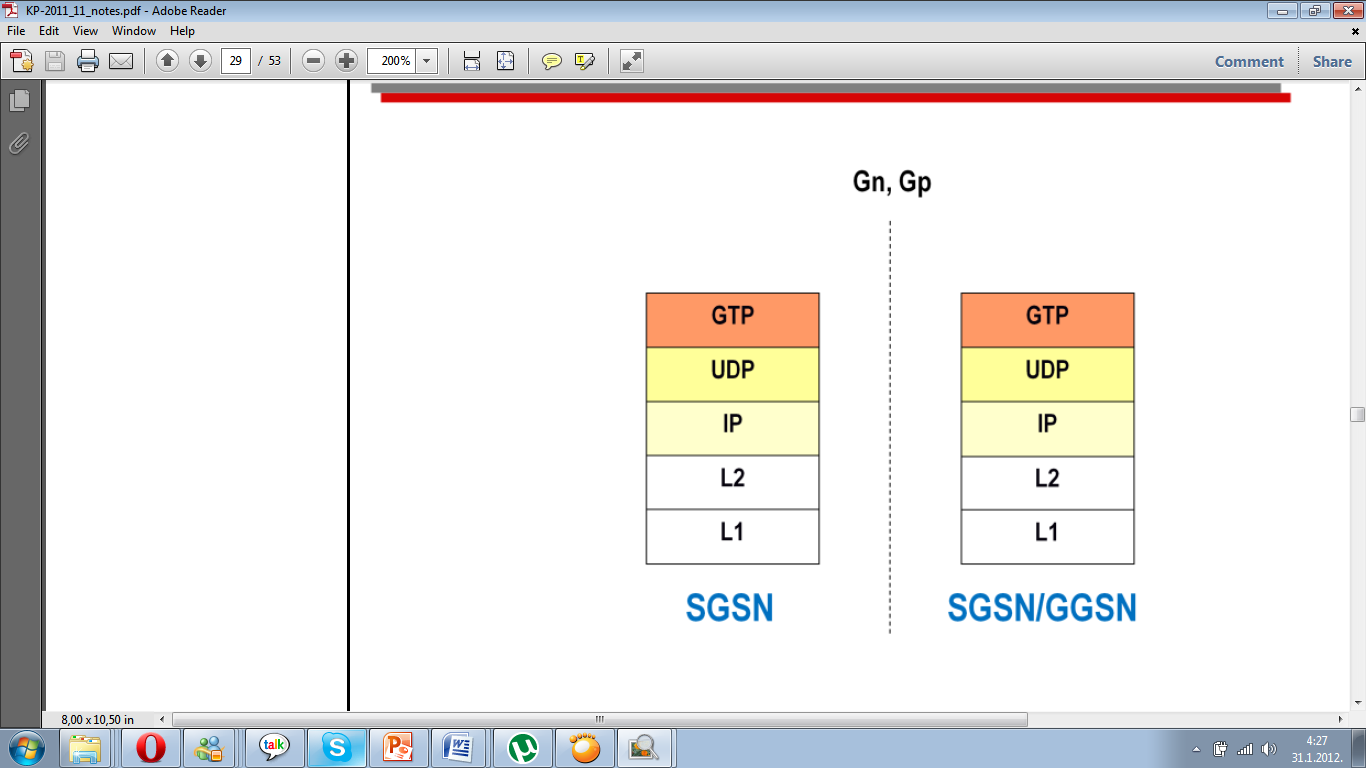 KP-2011_11_notes.pdf - Adobe Reader
File Edit View Window Help
29 / 53 200% Comment Share
Gn, Gp
GTP GTP
UDP UDP
IP IP
L2 L2
L1 L1
SGSN SGSN/GGSN
8,00 x 10,50 in
talk
4:27
31.1.2012.